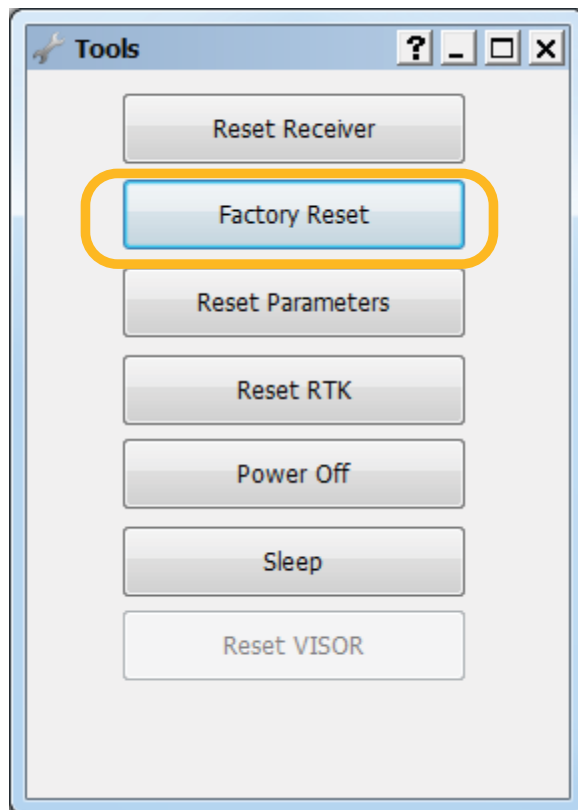 Tools
Reset Receiver
Factory Reset
Reset Parameters
Reset RTK
Power Off
Sleep
Reset VISOR